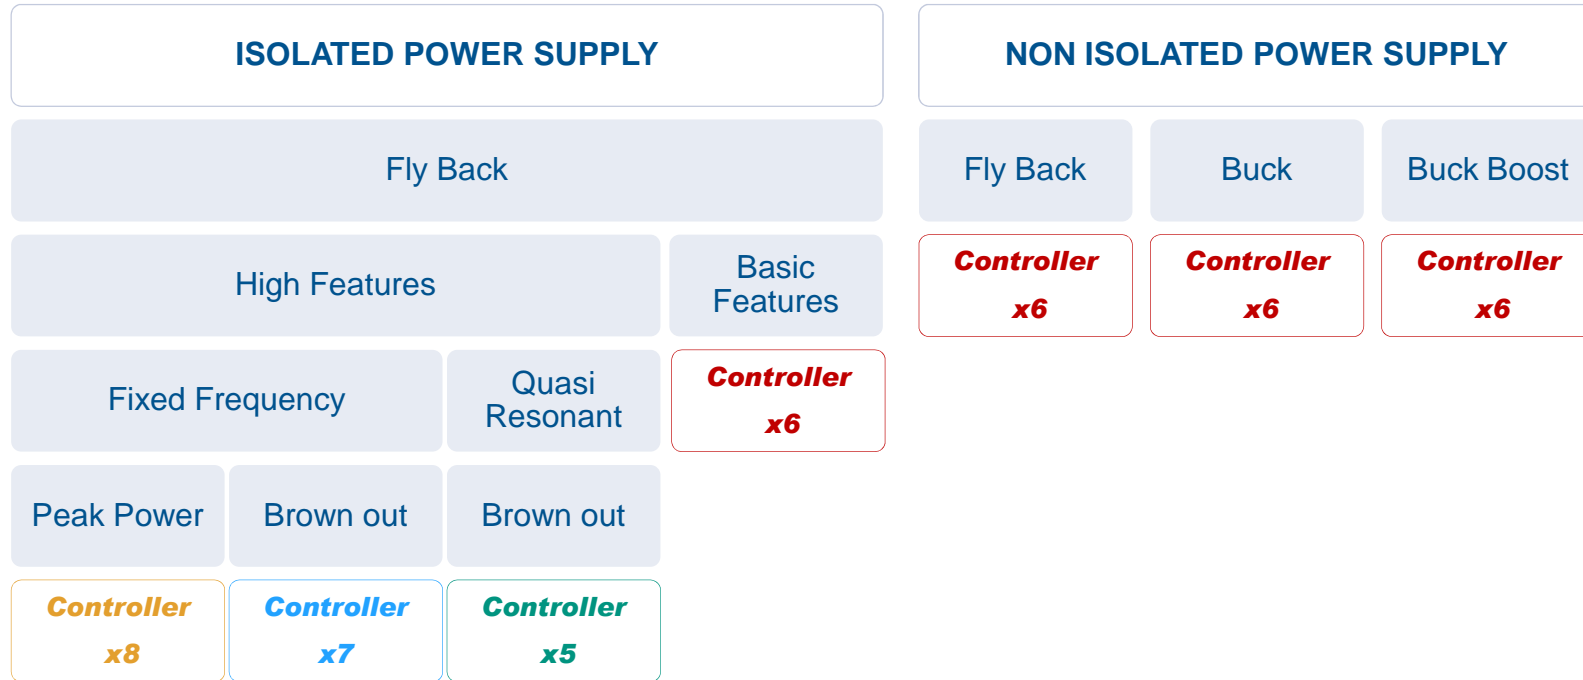 ISOLATED POWER SUPPLY
NON ISOLATED POWER SUPPLY
Fly Back
Fly Back
Buck
Buck Boost
High Features
Basic
Features
Controller
x6
Controller
x6
Controller
x6
Fixed Frequency
Quasi
Resonant
Controller
x6
Peak Power
Brown out
Brown out
Controller
x8
Controller
x7
Controller
x5